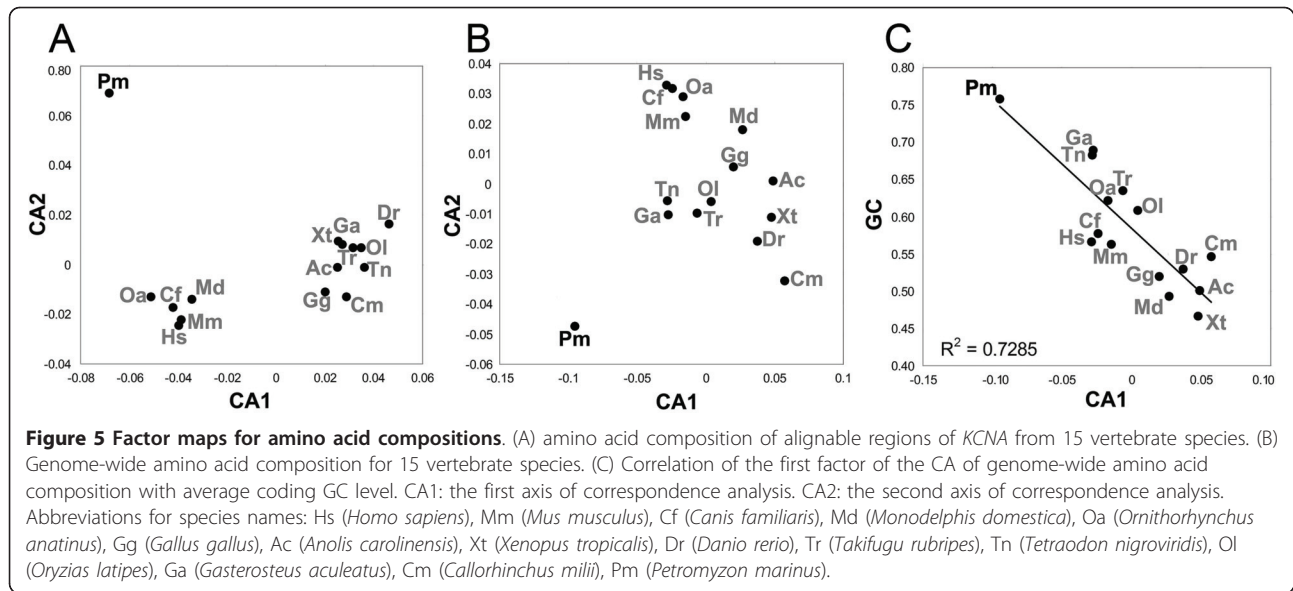 A
0.80
0.60
0.40
0.02
0
-0.02
-0.04
CA2
-0.08
-0.06
-0.04
-0.02
0.00
0.02
0.04
0.06
CA1
Pm
Oa
Cf
Md
Mm
Hs
Xt
Ga
Dr
Tr
Ol
Ac
Tn
Gg
Cm
B
0.04
0.03
0.02
0.01
0
-0.01
-0.02
-0.03
-0.04
-0.05
-0.06
CA2
-0.15
-0.1
-0.05
0
0.05
0.1
CA1
Hs
Cf
Oa
Mm
Md
Gg
Ac
Tn
Ol
Xt
Ga
Tr
Dr
Cm
Pm
C
0.80
0.75
0.70
0.65
0.60
0.55
0.50
0.45
0.40
GC
-0.15
-0.10
-0.05
0
0.05
0.10
CA1
Pm
Ga
Tn
Tr
Oa
Ol
Cf
Hs
Mm
Cm
Dr
Gg
Ac
Md
Xt
R² = 0.7285
Figure 5 Factor maps for amino acid compositions. (A) amino acid composition of alignable regions of KCNA from 15 vertebrate species. (B)
Genome-wide amino acid composition for 15 vertebrate species. (C) Correlation of the first factor of the CA of genome-wide amino acid
composition with average coding GC level. CA1: the first axis of correspondence analysis. CA2: the second axis of correspondence analysis.
Abbreviations for species names: Hs (Homo sapiens), Mm (Mus musculus), Cf (Canis familiaris), Md (Monodelphis domestica), Oa (Ornithorhynchus
anatinus), Gg (Gallus gallus), Ac (Anolis carolinensis), Xt (Xenopus tropicalis), Dr (Danio rerio), Tr (Takifugu rubripes), Tn (Tetraodon nigroviridis), Ol
(Oryzias latipes), Ga (Gasterosteus aculeatus), Cm (Callorhinchus milii), Pm (Petromyzon marinus).